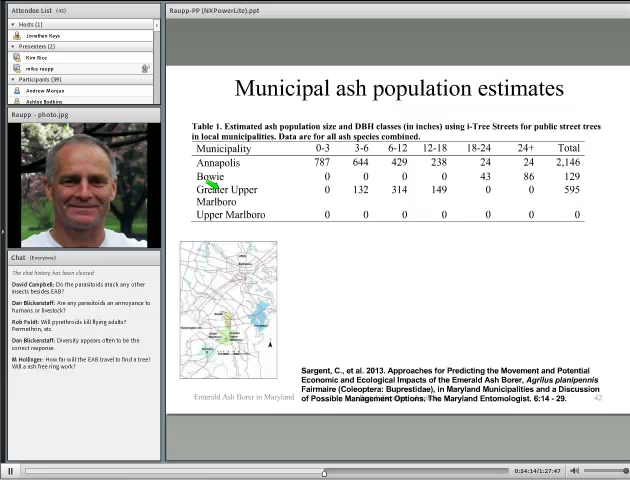 Attendee List (42)
Hosts (1)
Jonathan Keys
Presenters (2)
Kim Rice
mike raupp
Participants (39)
Andrew Monjan
Ashley Bodkins
Raupp - photo.jpg
Chat (Everyone)
The chat history has been cleared
David Campbell: Do the parasitoids attack any other
insects besides EAB?
Dan Blickenstaff: Are any parasitoids an annoyance to
humans or livestock?
Rob Feldt: Will pyrethroids kill flying adults?
Permethrin, etc.
Dan Blickenstaff: Diversity appears often to be the
correct response.
M Hollinger: How far will the EAB travel to find a tree?
Will a ash free ring work?
Raupp-PP (NXPowerLite).ppt
Municipal ash population estimates
Table 1. Estimated ash population size and DBH classes (in inches) using i-Tree Streets for public street trees
in local municipalities. Data are for all ash species combined.
Municipality 0-3 3-6 6-12 12-18 18-24 24+ Total
Annapolis 787 644 429 238 24 24 2,146
Bowie 0 0 0 0 43 86 129
Greater Upper 0 132 314 149 0 0 595
Marlboro
Upper Marlboro 0 0 0 0 0 0 0
Sargent, C., et al. 2013. Approaches for Predicting the Movement and Potential
Economic and Ecological Impacts of the Emerald Ash Borer, Agrilus planipennis
Fairmaire (Coleoptera: Buprestidae), in Maryland Municipalities and a Discussion
of Possible Management Options. The Maryland Entomologist. 6:14 - 29.
Emerald Ash Borer in Maryland
42
0:54:14/1:27:47